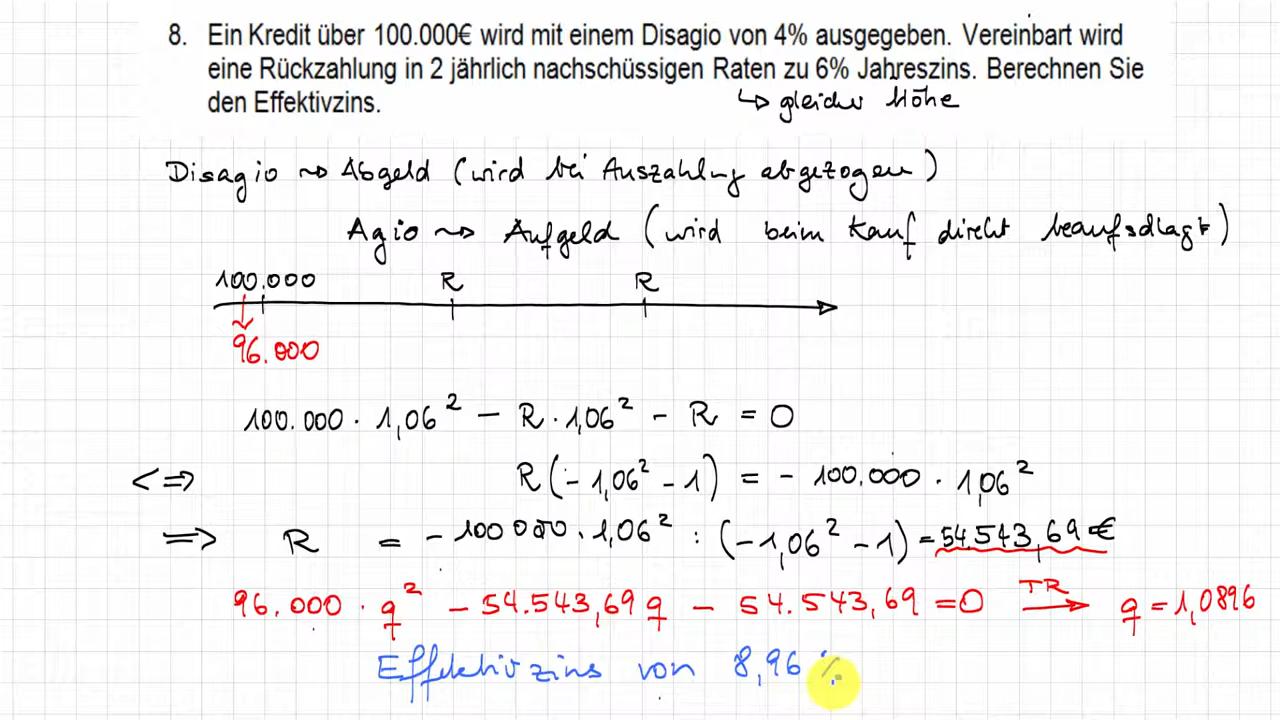 8. Ein Kredit über 100.000€ wird mit einem Disagio von 4% ausgegeben. Vereinbart wird
eine Rückzahlung in 2 jährlich nachschüssigen Raten zu 6% Jahreszins. Berechnen Sie
den Effektivzins.
↳ gleicher Höhe
Disagio ⇝ Abgeld (wird bei Auszahlung abgezogen)
Agio ⇝ Aufgeld (wird beim Kauf direkt beaufschlagt)
100.000 R R
96.000
100.000 · 1,06² − R · 1,06² − R = 0
<=> R(−1,06² − 1) = − 100.000 · 1,06²
=> R = − 100 000 · 1,06² : (−1,06² − 1) = 54.543,69 €
96.000 · q² − 54.543,69 q − 54.543,69 = 0 TR → q = 1,0896
Effektivzins von 8,96 %